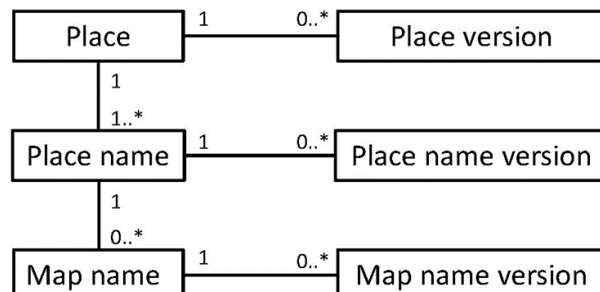 Place 1 0..* Place version
1
1..*
Place name 1 0..* Place name version
1
0..*
Map name 1 0..* Map name version